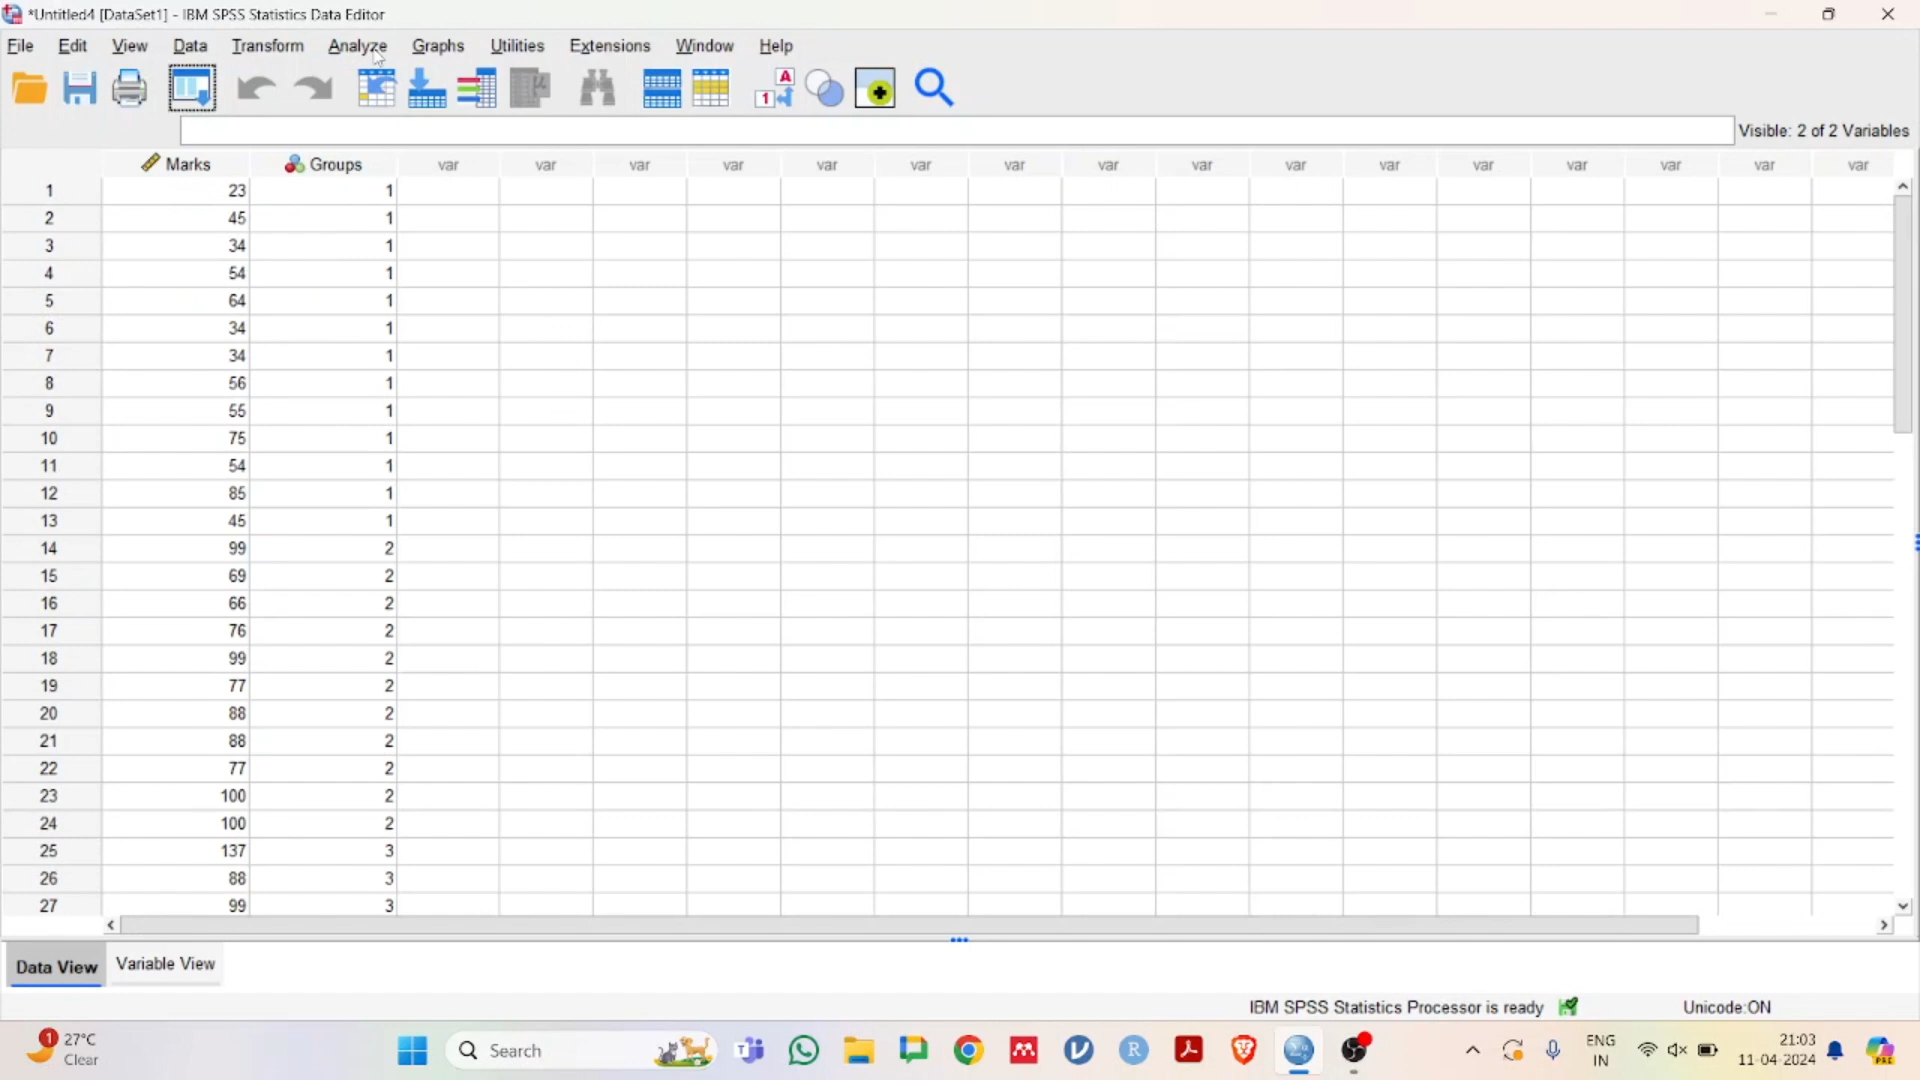 *Untitled4 [DataSet1] - IBM SPSS Statistics Data Editor
File Edit View Data Transform Analyze Graphs Utilities Extensions Window Help
Visible: 2 of 2 Variables
Marks Groups var var var var var var var var var var var var var var var var
1 23 1
2 45 1
3 34 1
4 54 1
5 64 1
6 34 1
7 34 1
8 56 1
9 55 1
10 75 1
11 54 1
12 85 1
13 45 1
14 99 2
15 69 2
16 66 2
17 76 2
18 99 2
19 77 2
20 88 2
21 88 2
22 77 2
23 100 2
24 100 2
25 137 3
26 88 3
27 99 3
Data View Variable View
IBM SPSS Statistics Processor is ready Unicode:ON
1 27°C Search ENG 21:03
Clear IN 11-04-2024